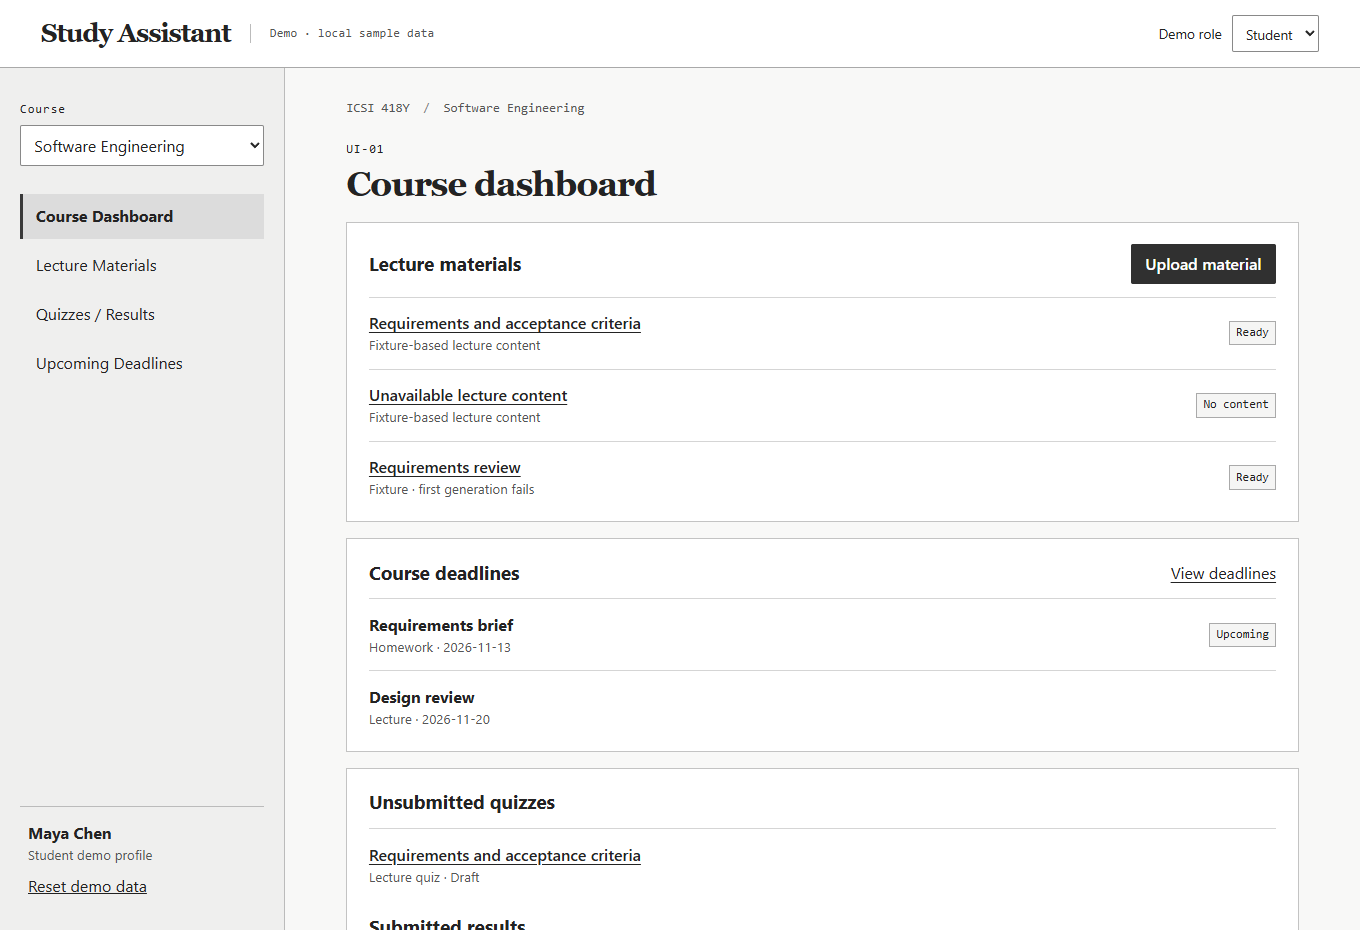 Study Assistant
Demo · local sample data
Demo role
Student
Course
Software Engineering
Course Dashboard
Lecture Materials
Quizzes / Results
Upcoming Deadlines
Maya Chen
Student demo profile
Reset demo data
ICSI 418Y / Software Engineering
UI-01
Course dashboard
Lecture materials
Upload material
Requirements and acceptance criteria
Fixture-based lecture content
Ready
Unavailable lecture content
Fixture-based lecture content
No content
Requirements review
Fixture · first generation fails
Ready
Course deadlines
View deadlines
Requirements brief
Homework · 2026-11-13
Upcoming
Design review
Lecture · 2026-11-20
Unsubmitted quizzes
Requirements and acceptance criteria
Lecture quiz · Draft
Submitted results